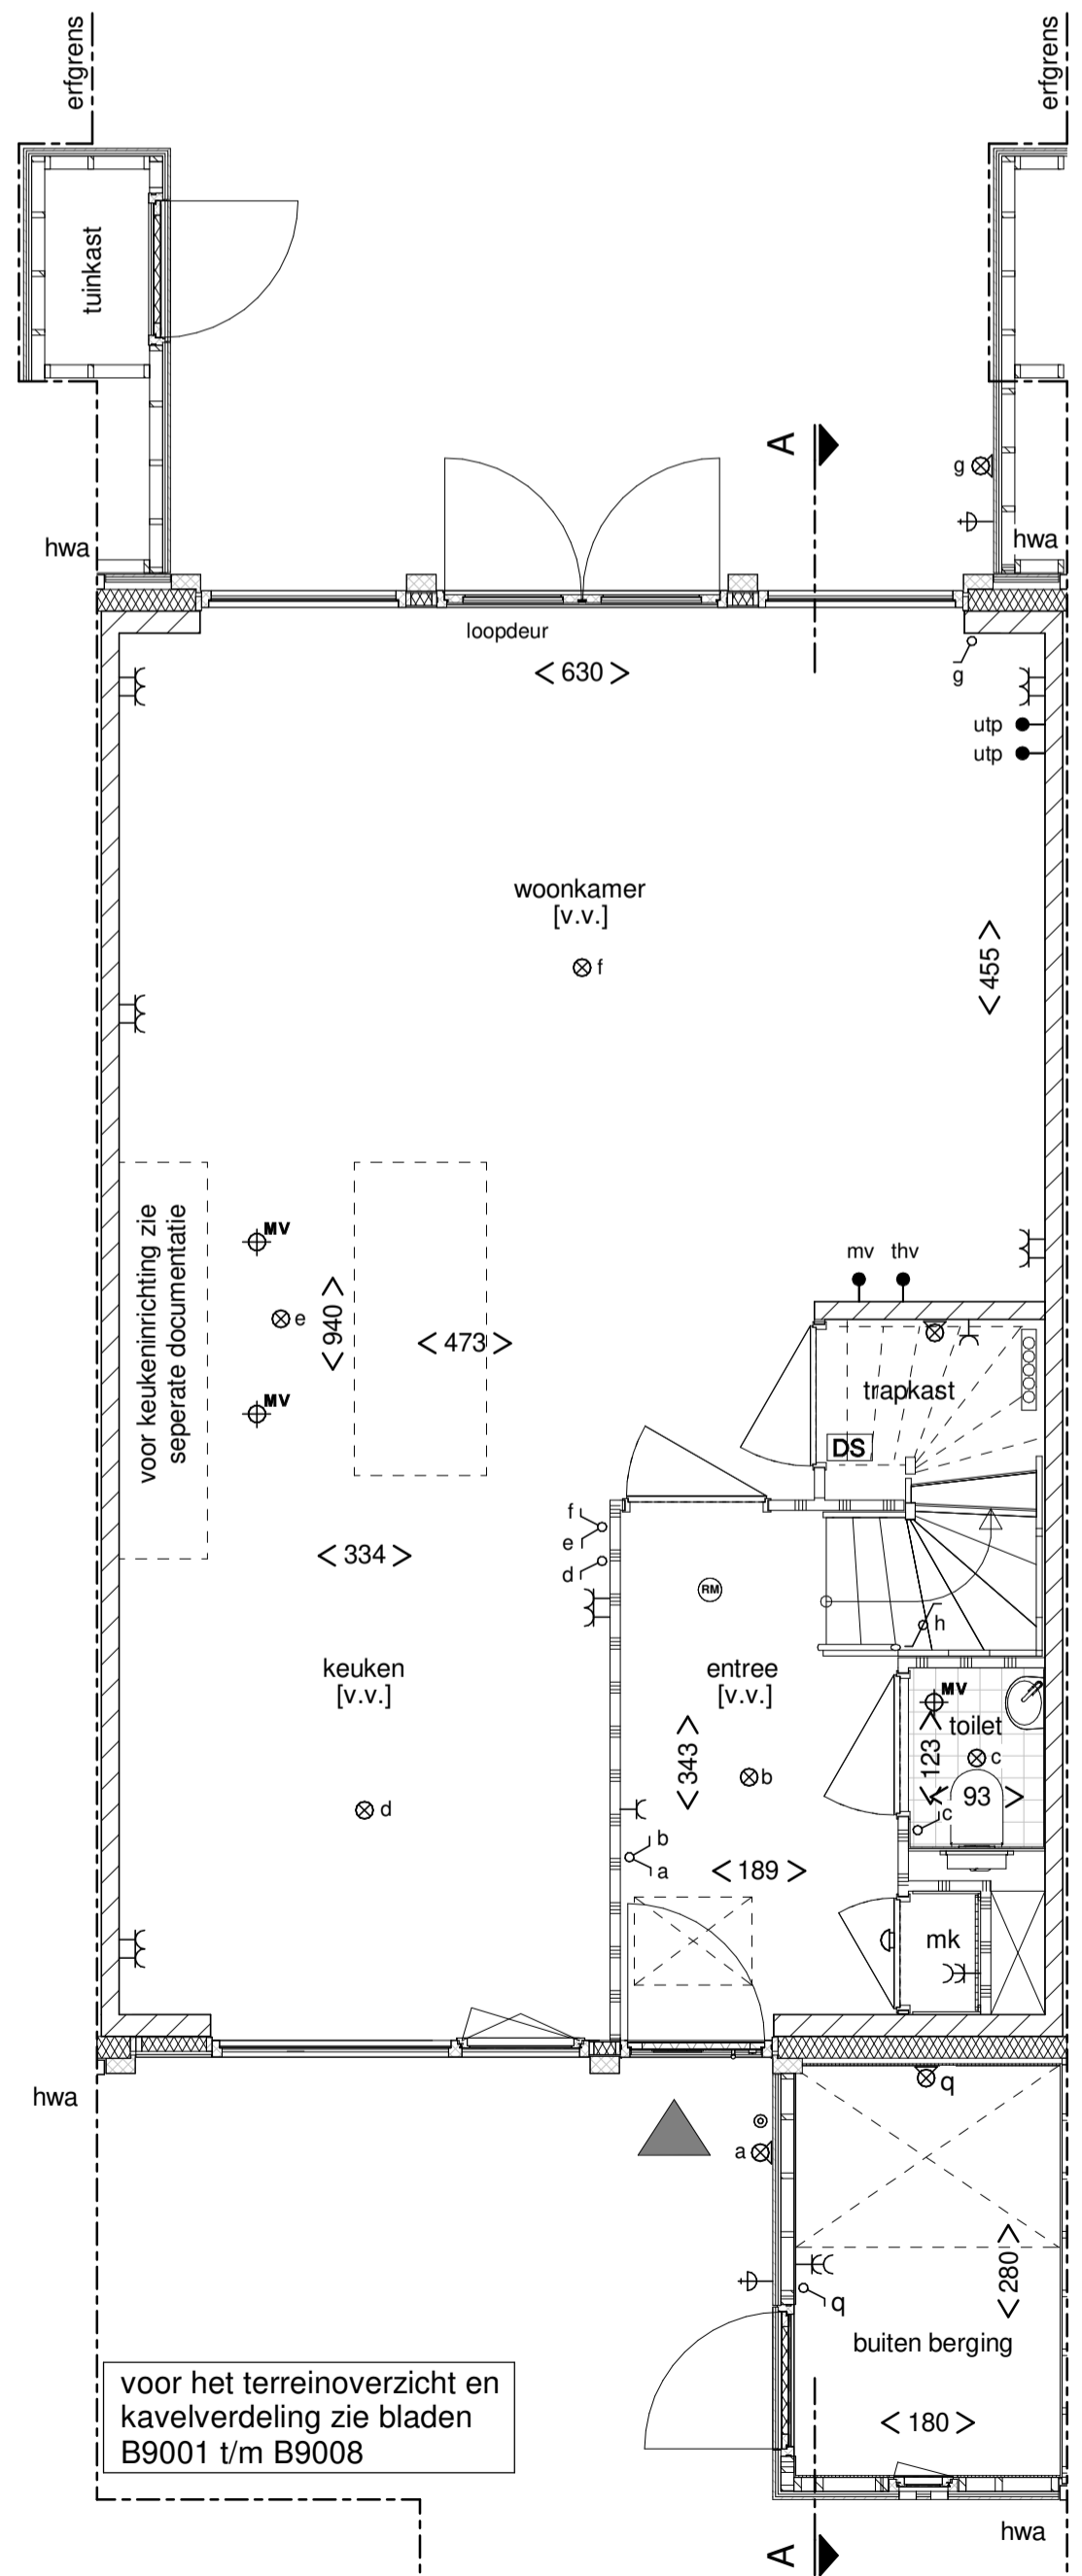 erfgrens
erfgrens
tuinkast
A
g
hwa
hwa
loopdeur
< 630 >
g
utp
utp
woonkamer
[v.v.]
f
< 455 >
voor keukeninrichting zie
seperate documentatie
MV
mv thv
e
< 940 >
< 473 >
MV
trapkast
DS
f
e
d
< 334 >
RM
h
keuken
[v.v.]
entree
[v.v.]
MV
toilet
< 343 >
< 123 >
c
b
< 93 >
d
c
b
a
< 189 >
mk
hwa
q
a
< 280 >
q
buiten berging
voor het terreinoverzicht en
kavelverdeling zie bladen
B9001 t/m B9008
< 180 >
hwa
A